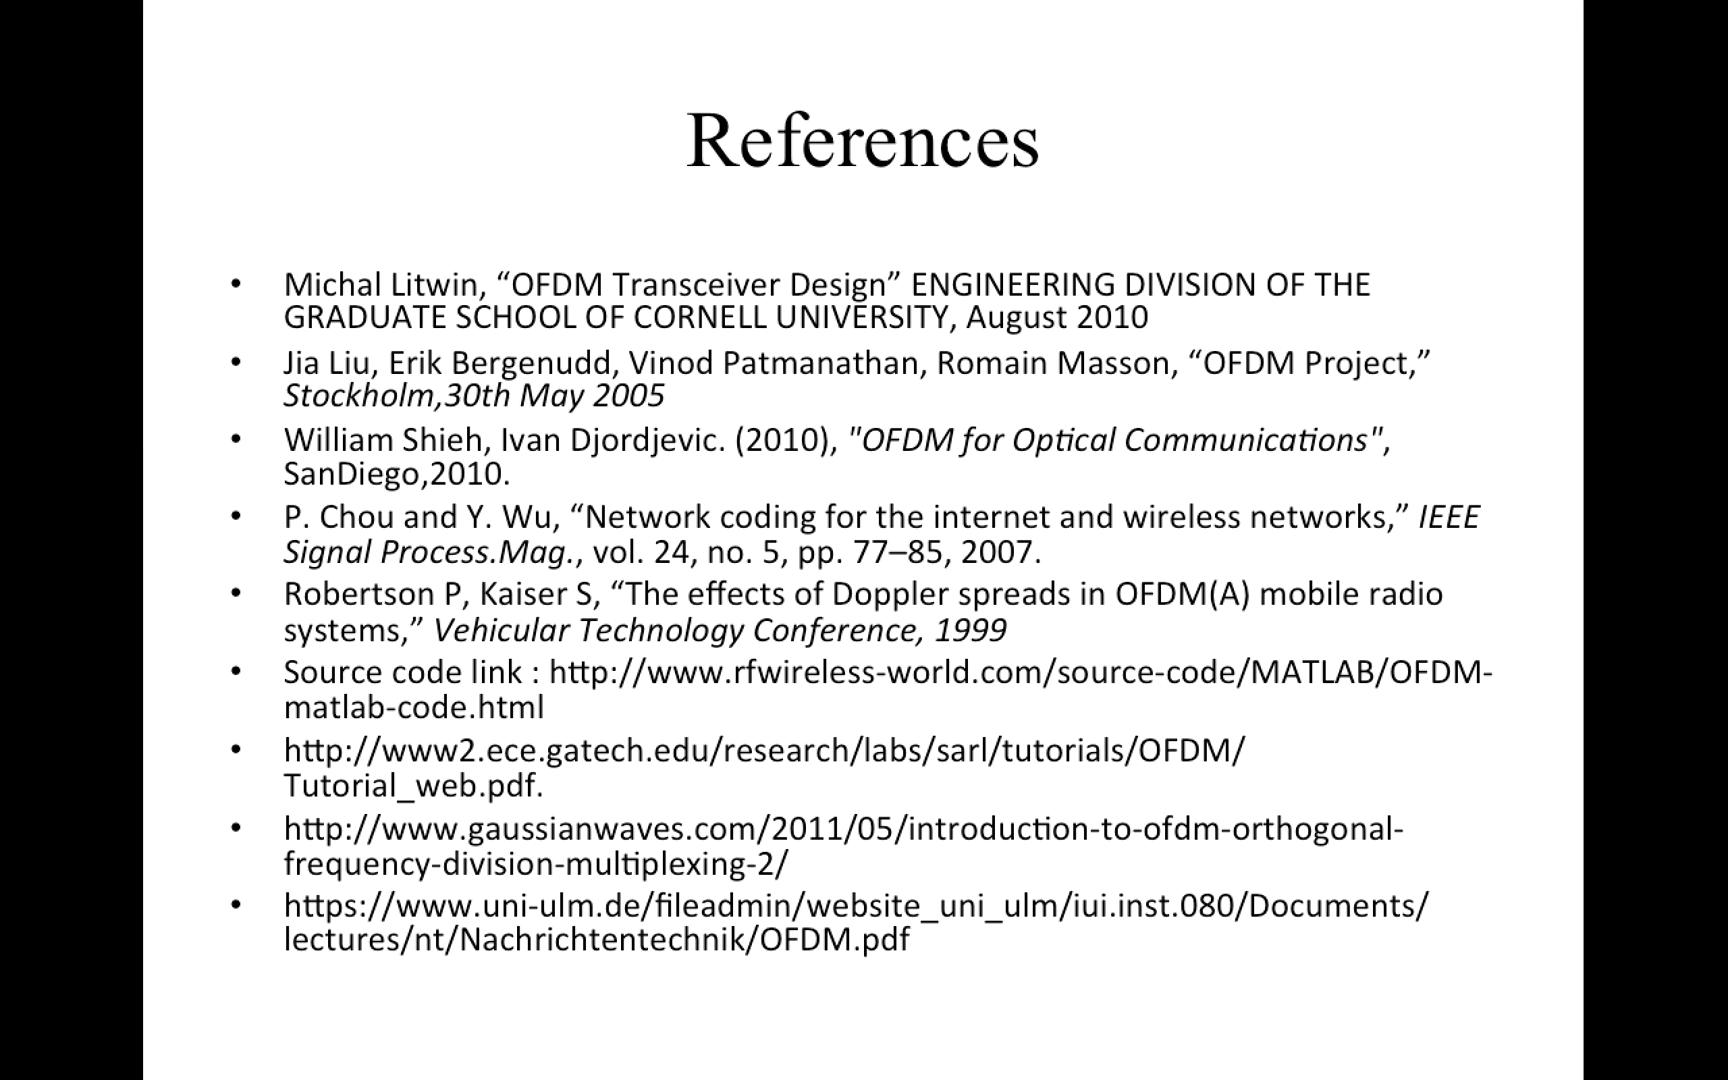 References
• Michal Litwin, “OFDM Transceiver Design” ENGINEERING DIVISION OF THE
GRADUATE SCHOOL OF CORNELL UNIVERSITY, August 2010
• Jia Liu, Erik Bergenudd, Vinod Patmanathan, Romain Masson, “OFDM Project,”
Stockholm,30th May 2005
• William Shieh, Ivan Djordjevic. (2010), "OFDM for Optical Communications",
SanDiego,2010.
• P. Chou and Y. Wu, “Network coding for the internet and wireless networks,” IEEE
Signal Process.Mag., vol. 24, no. 5, pp. 77–85, 2007.
• Robertson P, Kaiser S, “The effects of Doppler spreads in OFDM(A) mobile radio
systems,” Vehicular Technology Conference, 1999
• Source code link : http://www.rfwireless-world.com/source-code/MATLAB/OFDM-
matlab-code.html
• http://www2.ece.gatech.edu/research/labs/sarl/tutorials/OFDM/
Tutorial_web.pdf.
• http://www.gaussianwaves.com/2011/05/introduction-to-ofdm-orthogonal-
frequency-division-multiplexing-2/
• https://www.uni-ulm.de/fileadmin/website_uni_ulm/iui.inst.080/Documents/
lectures/nt/Nachrichtentechnik/OFDM.pdf